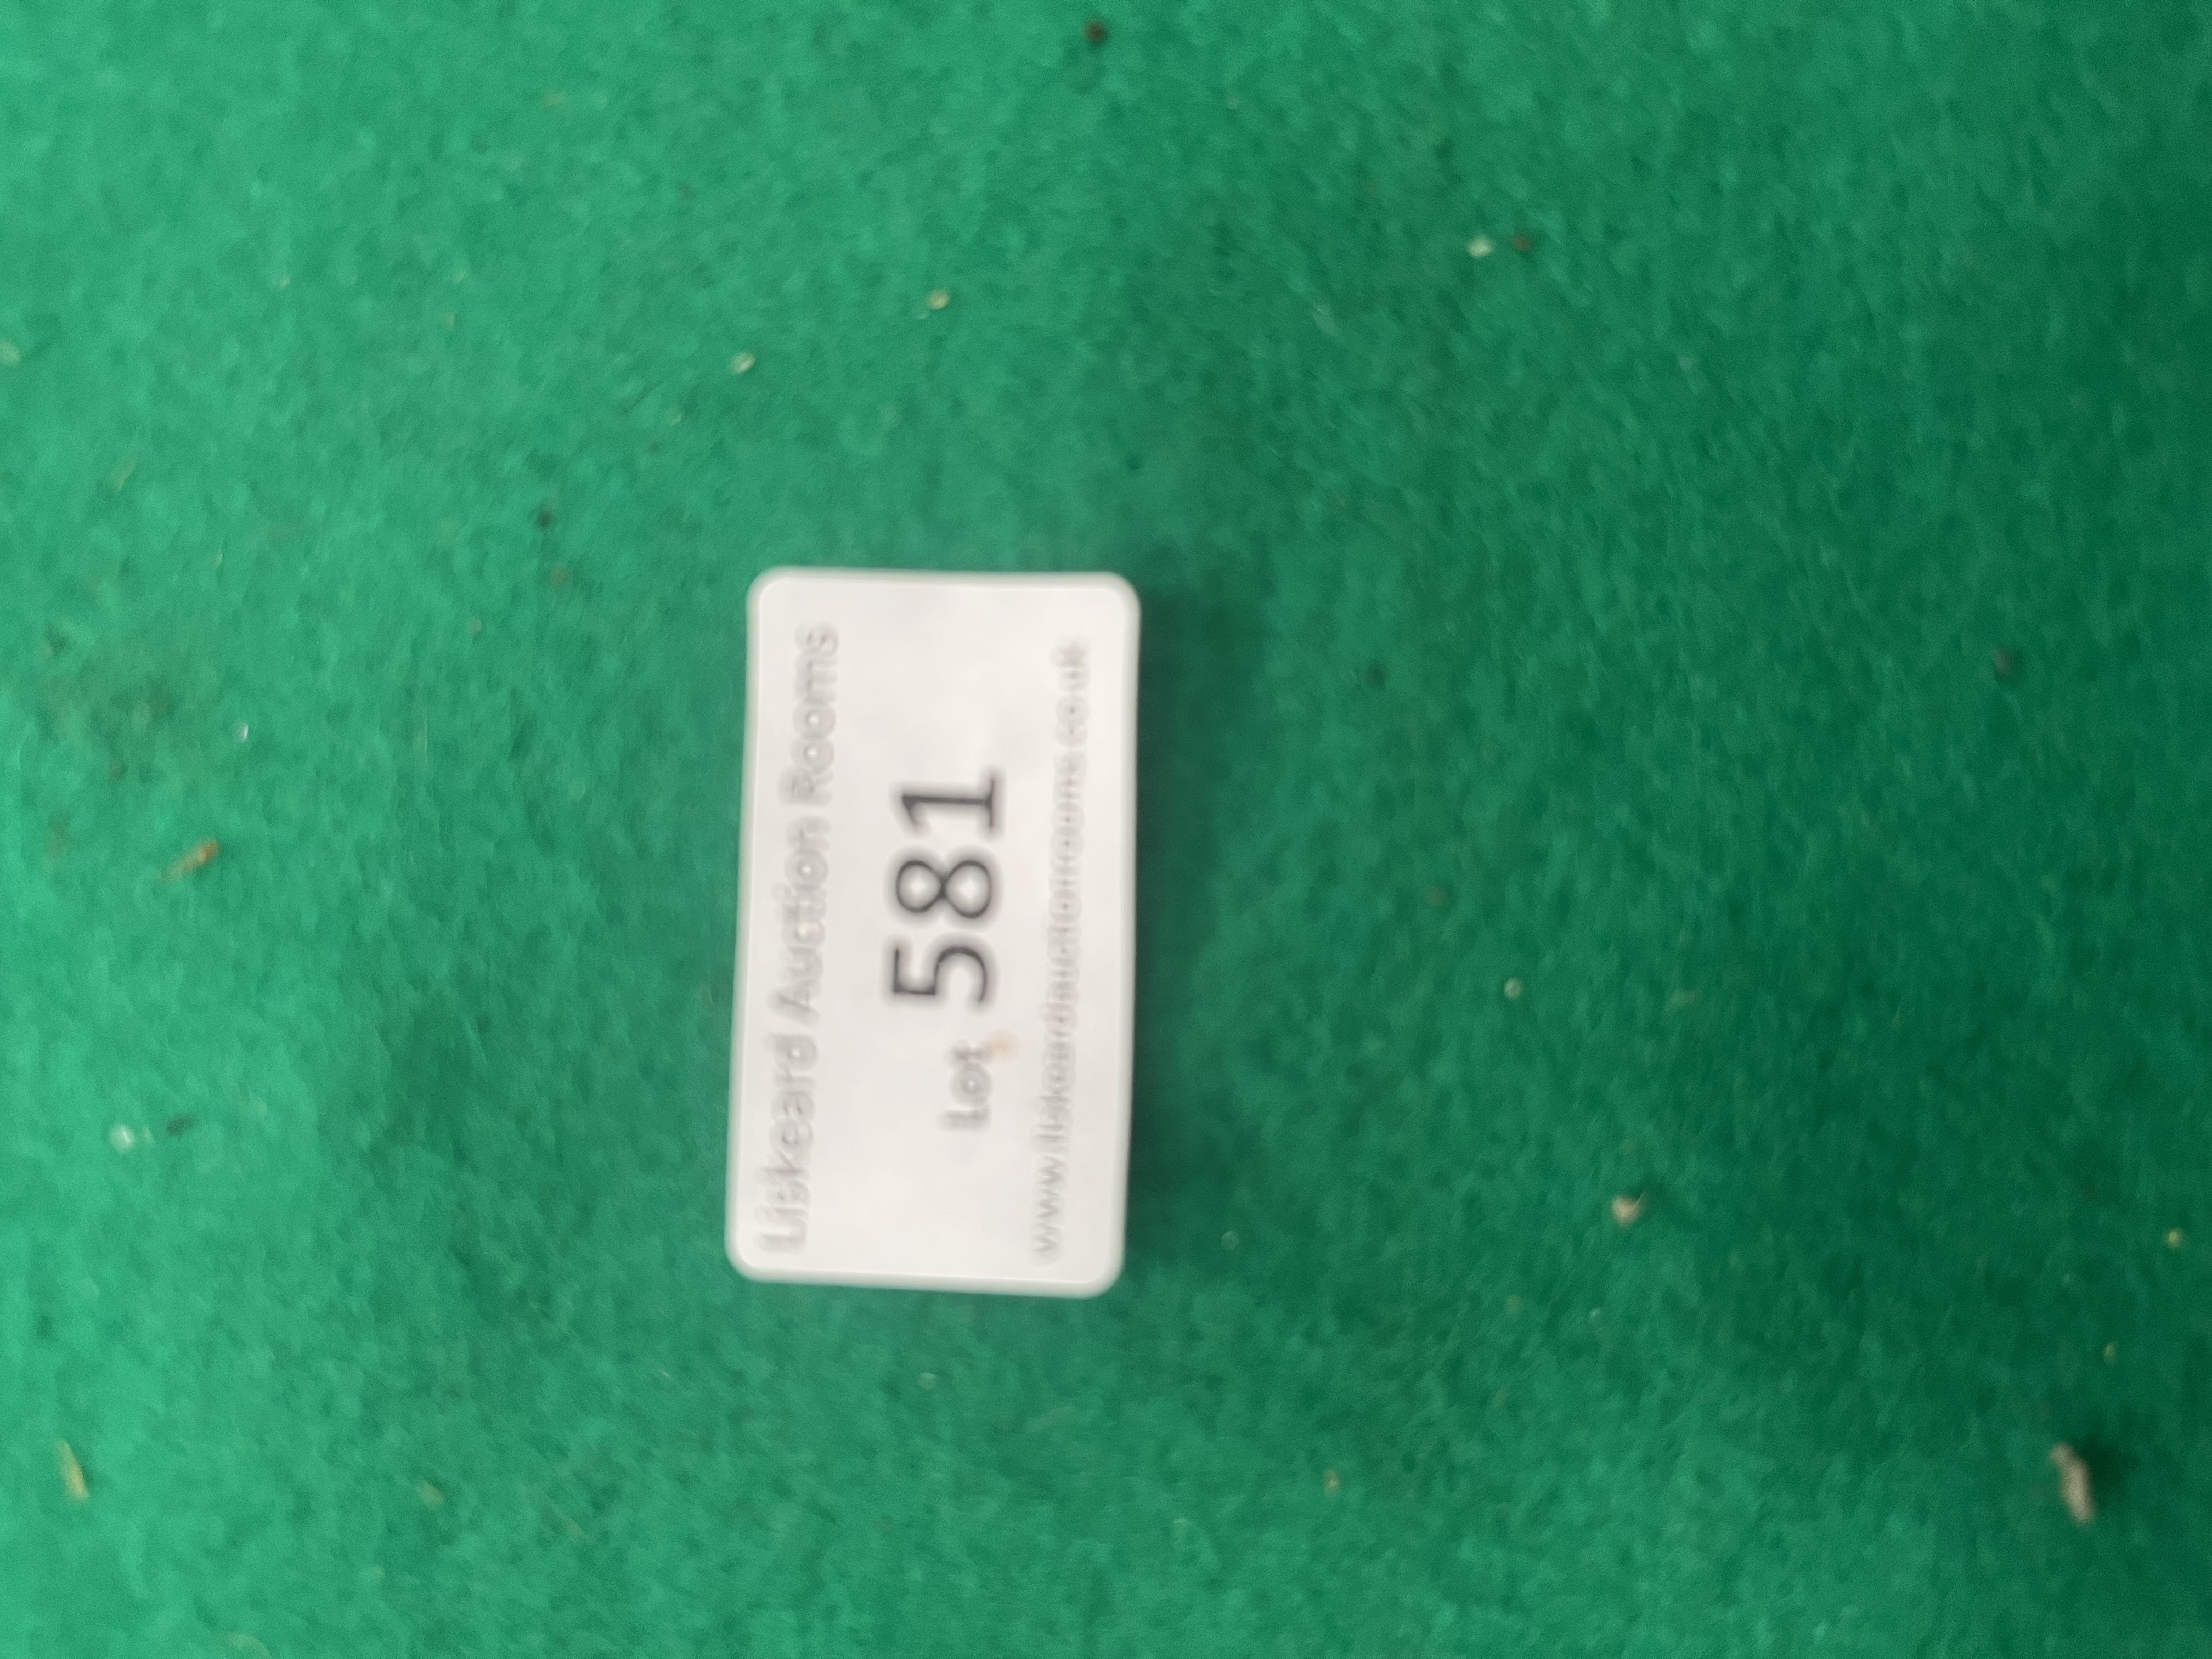 Liskeard Auction Rooms
Lot 581
www.liskeardauctionrooms.co.uk